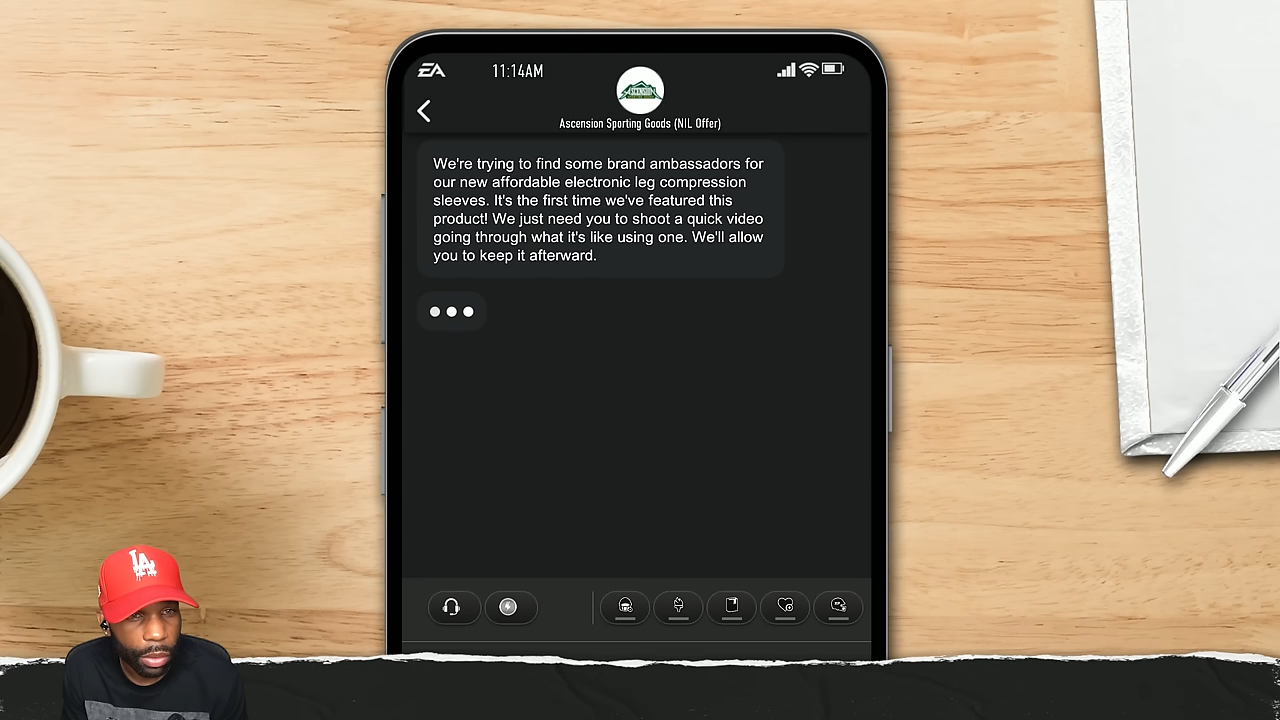 EA
11:14AM
ASCENSION
Ascension Sporting Goods (NIL Offer)
We're trying to find some brand ambassadors for
our new affordable electronic leg compression
sleeves. It's the first time we've featured this
product! We just need you to shoot a quick video
going through what it's like using one. We'll allow
you to keep it afterward.
LA